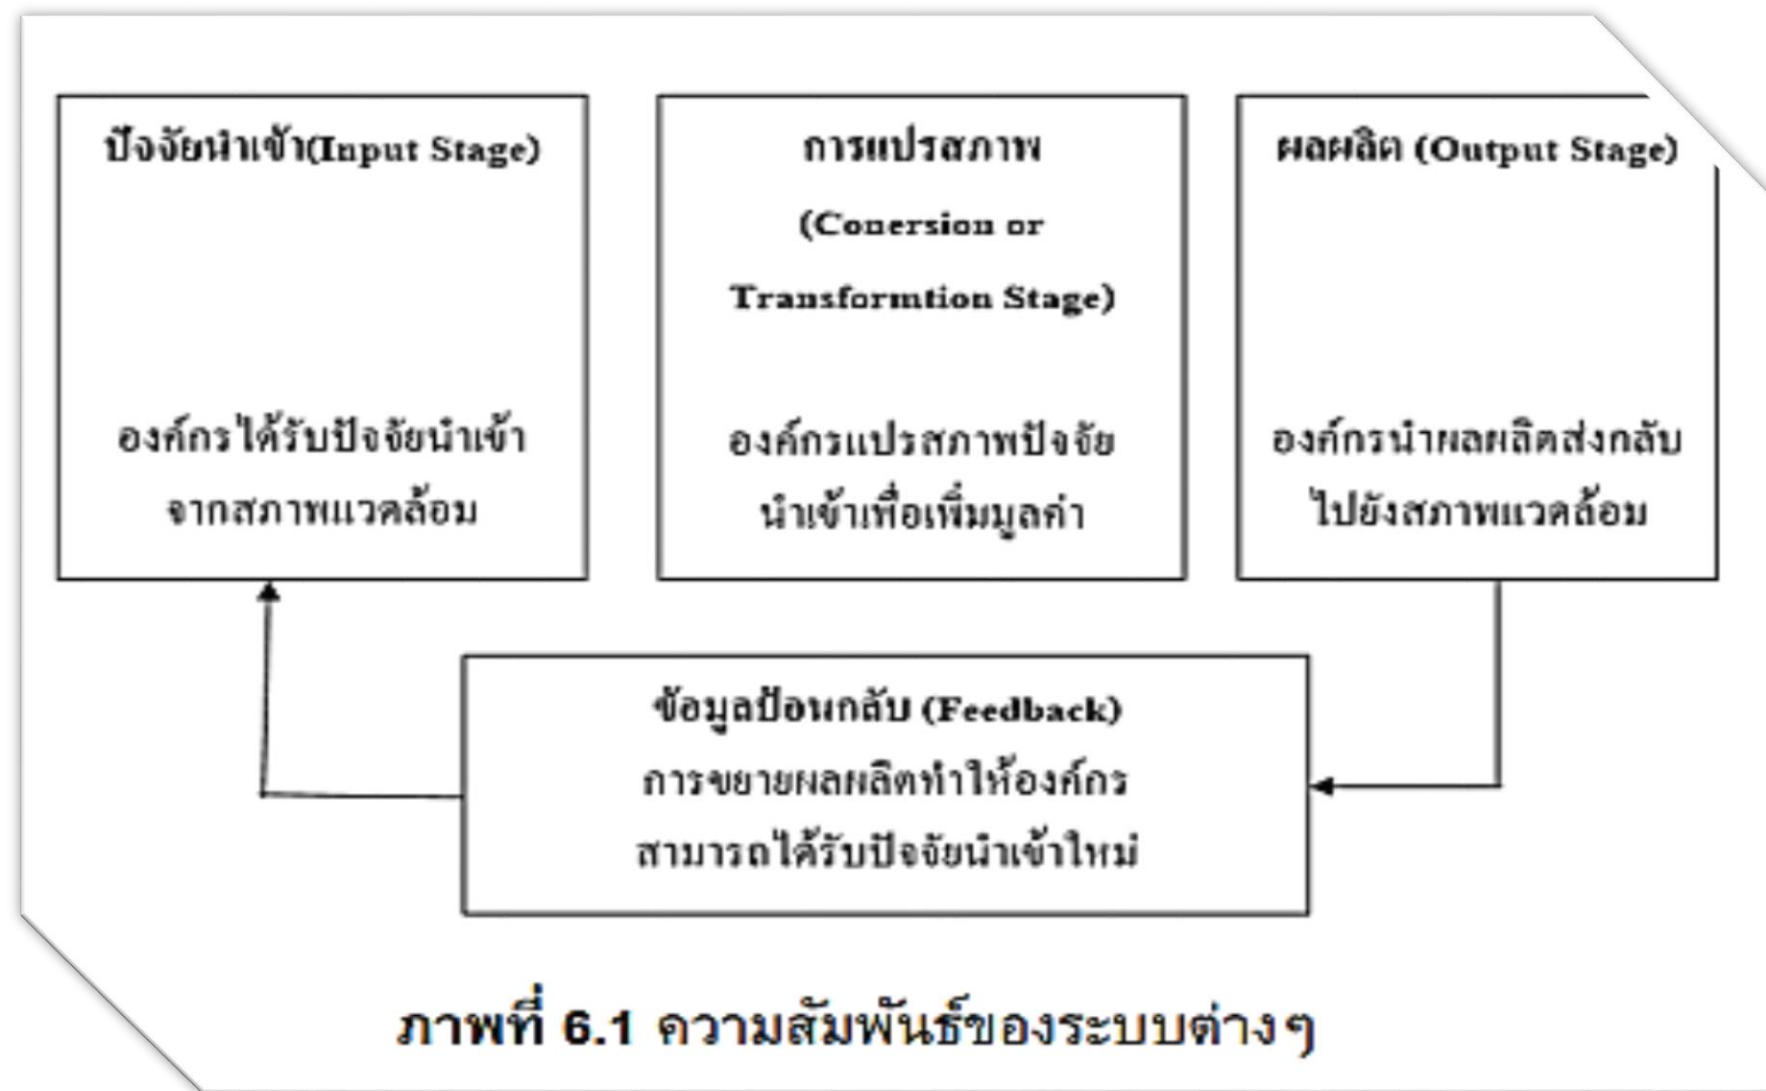 ปัจจัยนำเข้า(Input Stage)
องค์กรได้รับปัจจัยนำเข้า
จากสภาพแวดล้อม
การแปรสภาพ
(Conersion or
Transformtion Stage)
องค์กรแปรสภาพปัจจัย
นำเข้าเพื่อเพิ่มมูลค่า
ผลผลิต (Output Stage)
องค์กรนำผลผลิตส่งกลับ
ไปยังสภาพแวดล้อม
ข้อมูลป้อนกลับ (Feedback)
การขยายผลผลิตทำให้องค์กร
สามารถได้รับปัจจัยนำเข้าใหม่
ภาพที่ 6.1 ความสัมพันธ์ของระบบต่างๆ